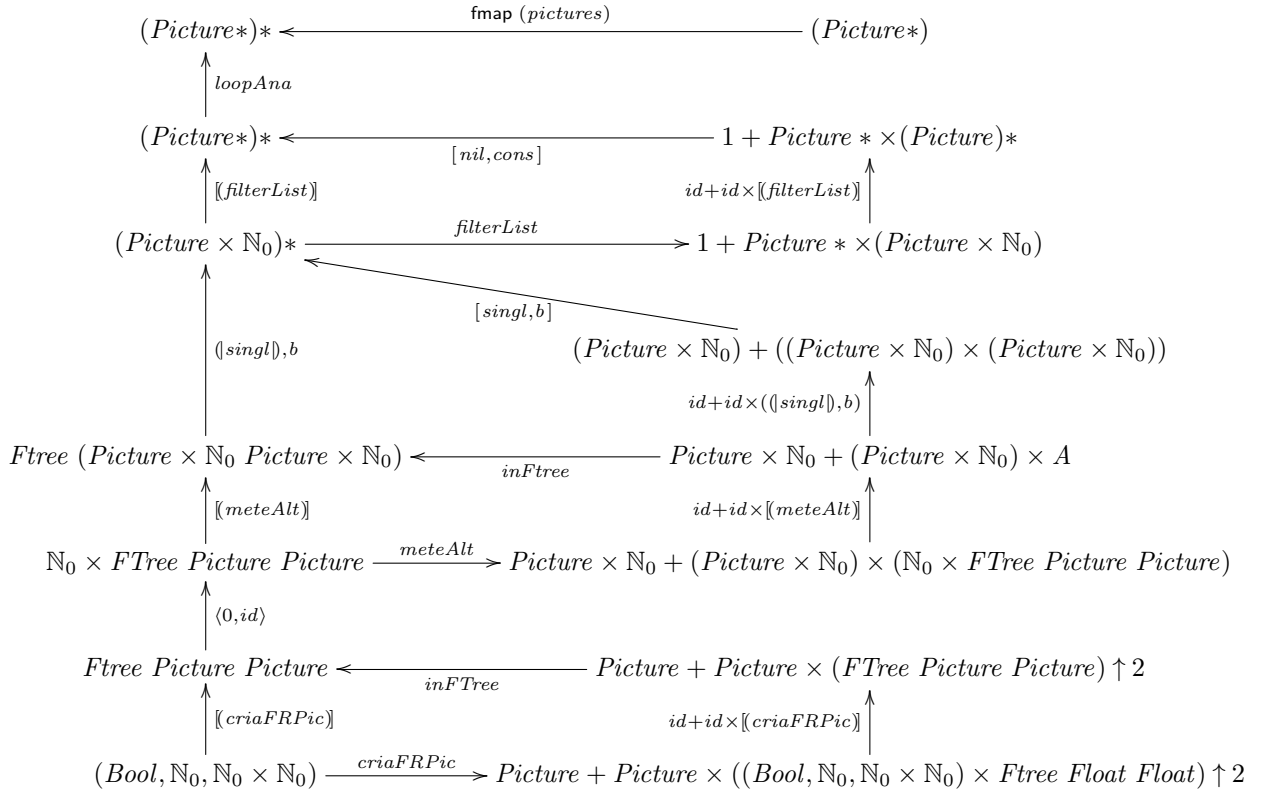 fmap (pictures)
(Picture∗)∗ (Picture∗)
loopAna
(Picture∗)∗ 1 + Picture ∗ ×(Picture)∗
[nil,cons]
[(filterList)] id+id×[(filterList)]
filterList
(Picture × ℕ₀)∗ 1 + Picture ∗ ×(Picture × ℕ₀)
[singl,b]
(|singl|),b (Picture × ℕ₀) + ((Picture × ℕ₀) × (Picture × ℕ₀))
id+id×((|singl|),b)
Ftree (Picture × ℕ₀ Picture × ℕ₀) Picture × ℕ₀ + (Picture × ℕ₀) × A
inFtree
[(meteAlt)] id+id×[(meteAlt)]
meteAlt
ℕ₀ × FTree Picture Picture Picture × ℕ₀ + (Picture × ℕ₀) × (ℕ₀ × FTree Picture Picture)
⟨0,id⟩
Ftree Picture Picture Picture + Picture × (FTree Picture Picture) ↑ 2
inFTree
[(criaFRPic)] id+id×[(criaFRPic)]
criaFRPic
(Bool, ℕ₀, ℕ₀ × ℕ₀) Picture + Picture × ((Bool, ℕ₀, ℕ₀ × ℕ₀) × Ftree Float Float) ↑ 2